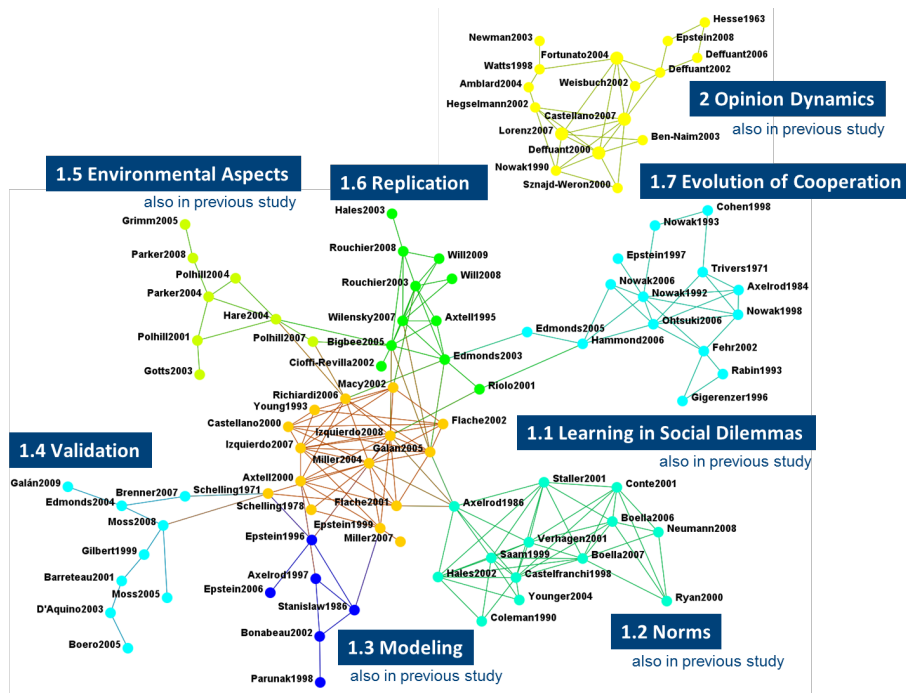 Hesse1963
Newman2003
Epstein2008
Fortunato2004
Deffuant2006
Watts1998
Deffuant2002
Amblard2004
Weisbuch2002
Hegselmann2002
2 Opinion Dynamics
also in previous study
Castellano2007
Lorenz2007
Ben-Naim2003
Deffuant2000
Nowak1990
Sznajd-Weron2000
1.5 Environmental Aspects
also in previous study
1.6 Replication
1.7 Evolution of Cooperation
Grimm2005
Hales2003
Cohen1998
Nowak1993
Parker2008
Rouchier2008
Will2009
Epstein1997
Trivers1971
Polhill2004
Rouchier2003
Will2008
Nowak2006
Axelrod1984
Parker2004
Nowak1992
Hare2004
Wilensky2007
Axtell1995
Nowak1998
Ohtsuki2006
Polhill2001
Polhill2007
Bigbee2005
Edmonds2005
Hammond2006
Gotts2003
Cioffi-Revilla2002
Edmonds2003
Fehr2002
Rabin1993
Macy2002
Riolo2001
Gigerenzer1996
Richiardi2006
Young1993
Castellano2000
Flache2002
Izquierdo2008
1.1 Learning in Social Dilemmas
also in previous study
Izquierdo2007
Galan2005
1.4 Validation
Miller2004
Galán2009
Brenner2007
Schelling1971
Axtell2000
Edmonds2004
Staller2001
Conte2001
Schelling1978
Flache2001
Axelrod1986
Moss2008
Epstein1999
Boella2006
Neumann2008
Epstein1996
Miller2007
Verhagen2001
Gilbert1999
Saam1999
Boella2007
Barreteau2001
Axelrod1997
Hales2002
Castelfranchi1998
Moss2005
Epstein2006
Younger2004
Ryan2000
D'Aquino2003
Stanislaw1986
Coleman1990
Boero2005
Bonabeau2002
1.3 Modeling
also in previous study
1.2 Norms
also in previous study
Parunak1998